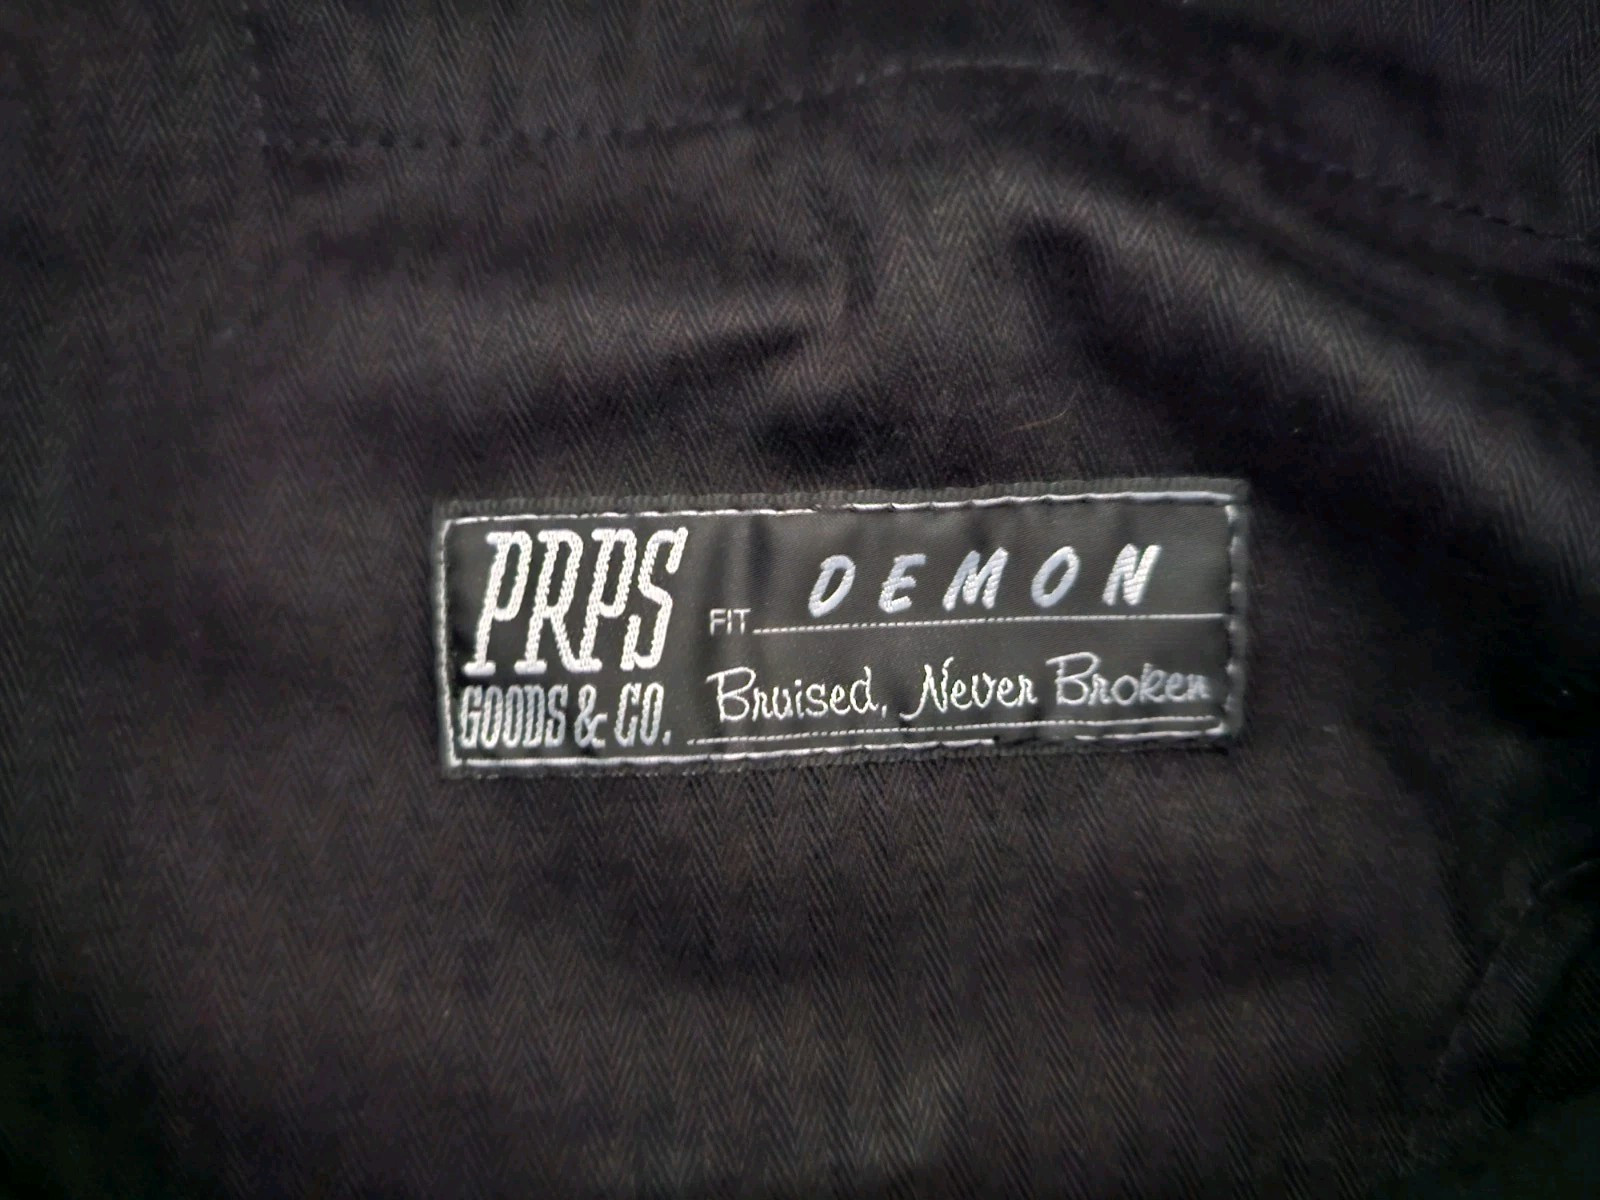 PRPS
GOODS & CO.
FIT DEMON
Bruised, Never Broken